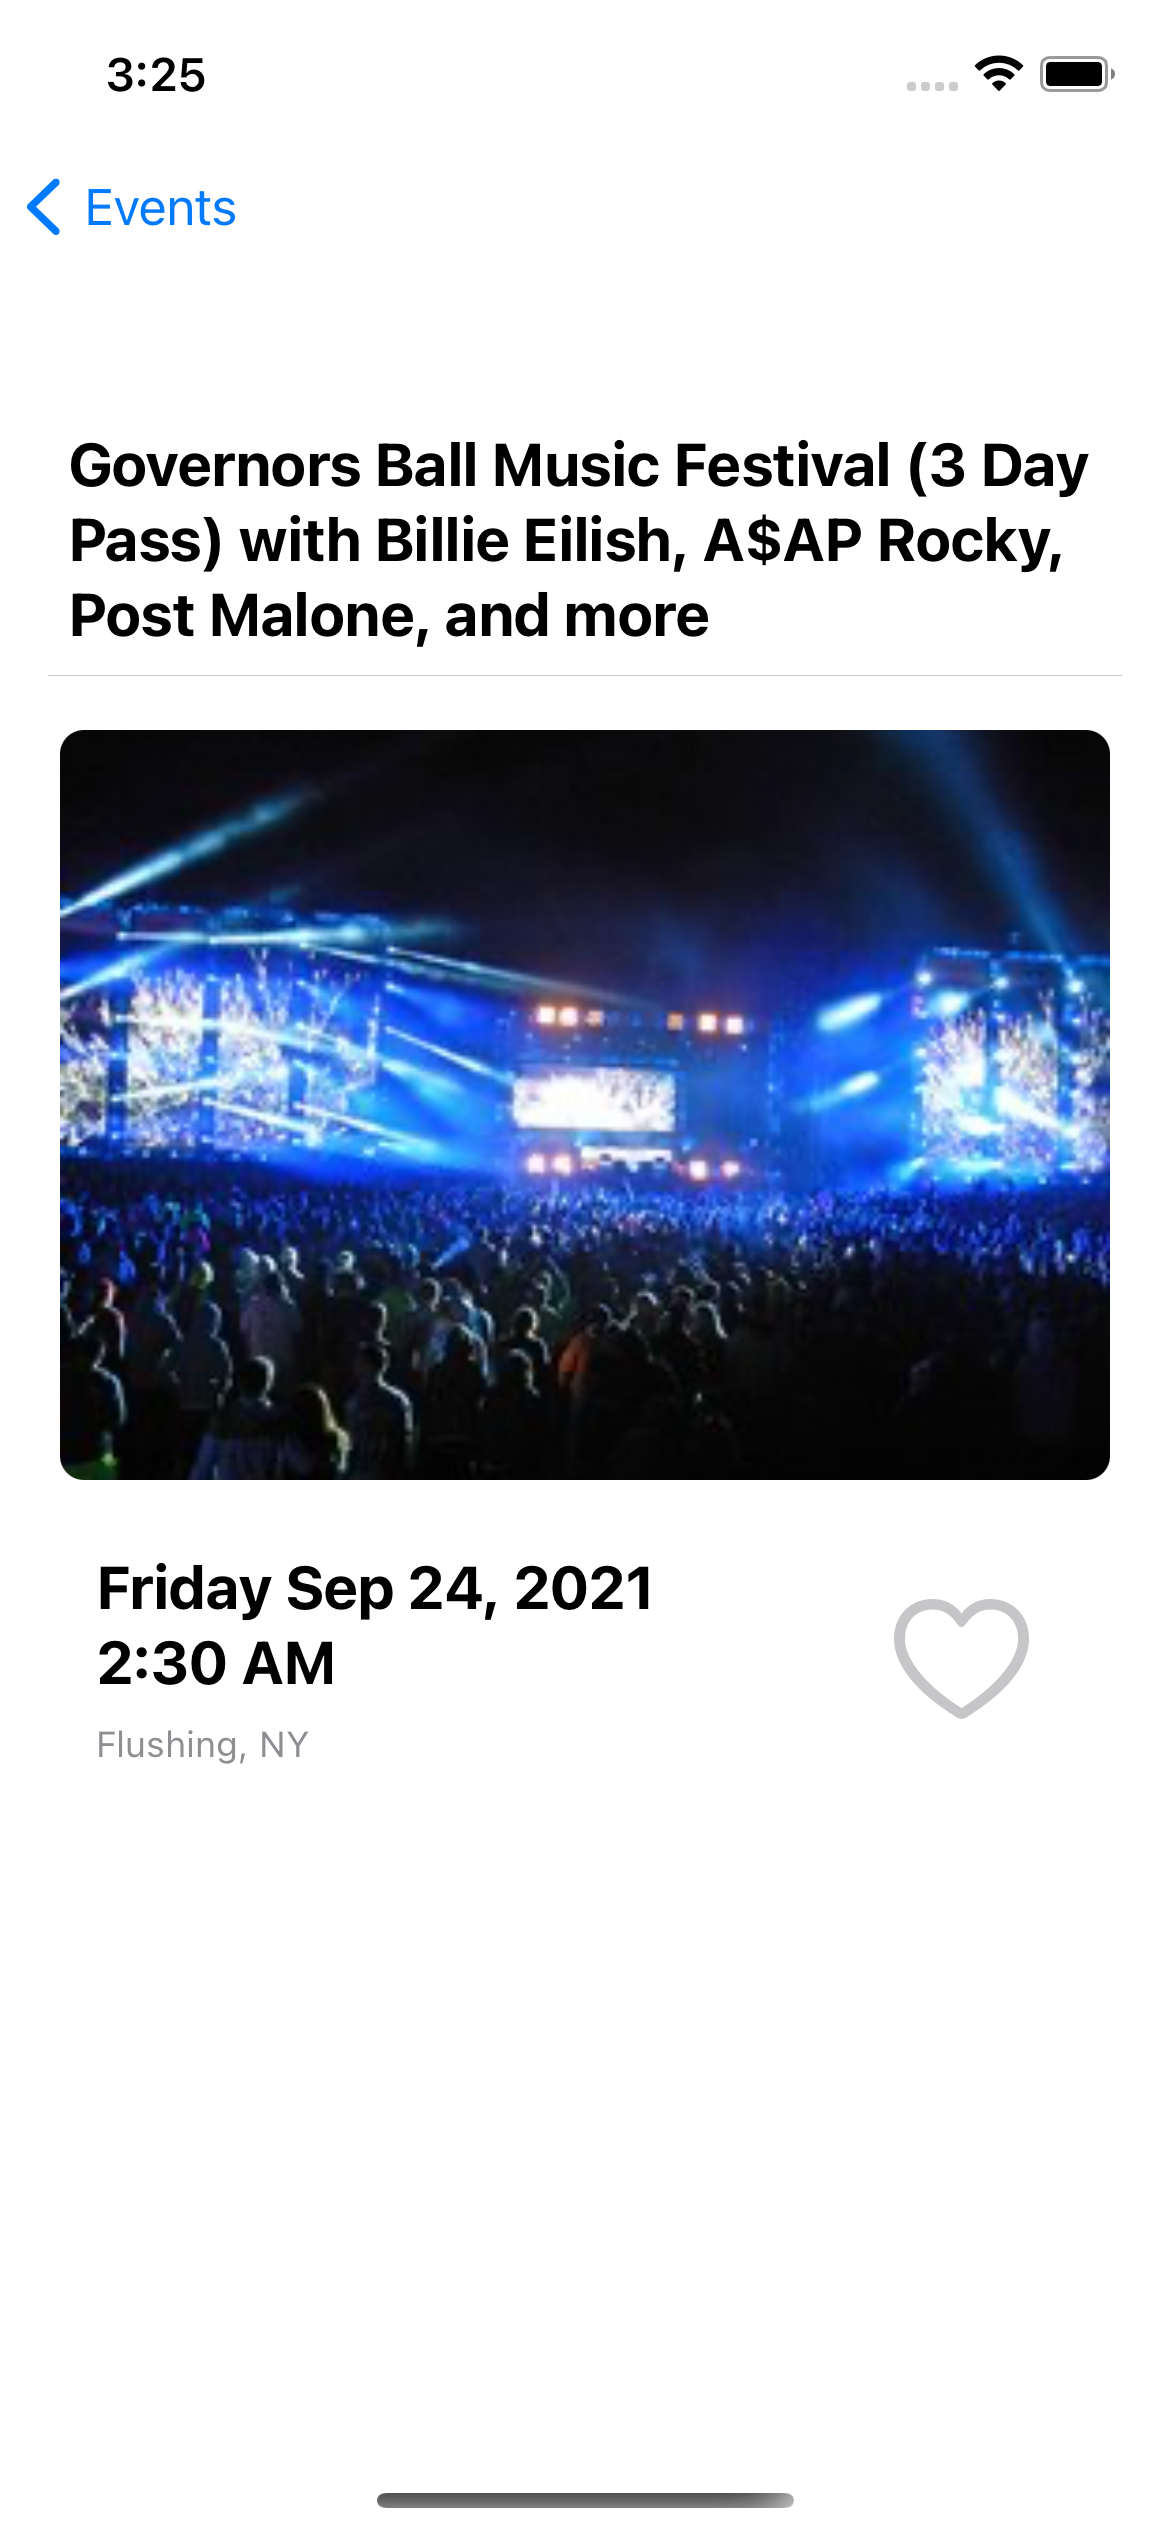 3:25
Events
Governors Ball Music Festival (3 Day
Pass) with Billie Eilish, A$AP Rocky,
Post Malone, and more
Friday Sep 24, 2021
2:30 AM
Flushing, NY